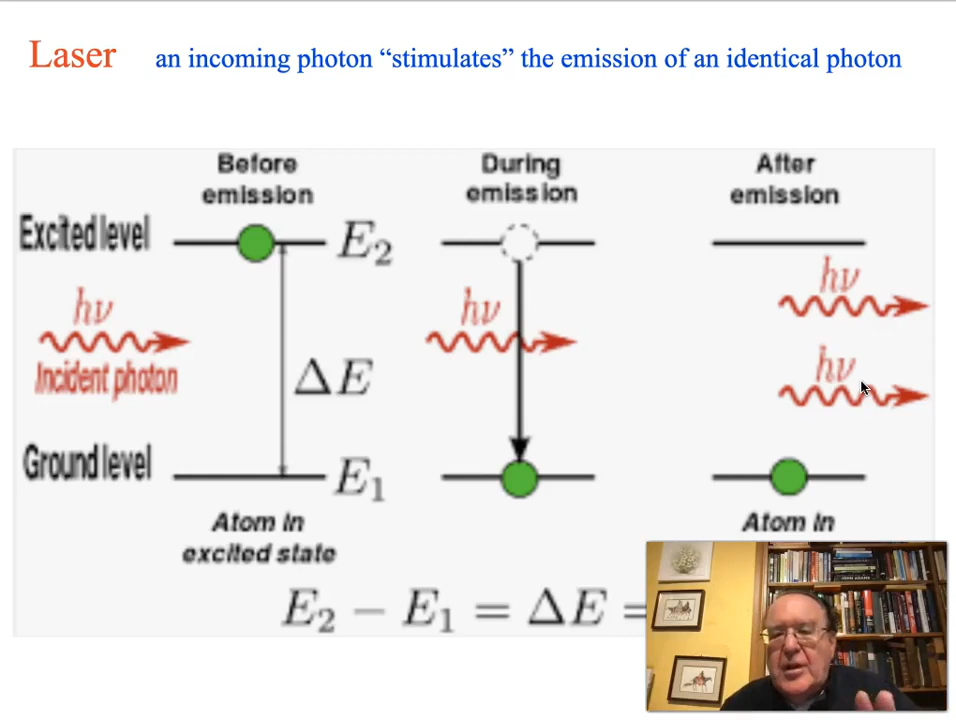 Laser an incoming photon “stimulates” the emission of an identical photon
Before emission
During emission
After emission
Excited level
E2
hν
hν
hν
hν
Incident photon
ΔE
Ground level
E1
Atom in excited state
Atom in
E2 − E1 = ΔE =